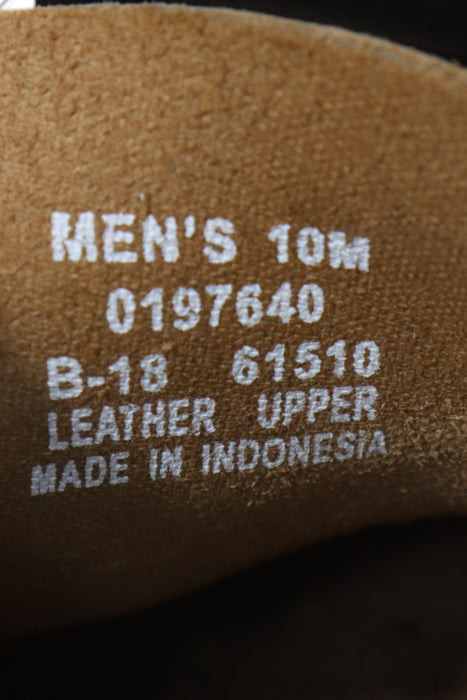 MEN'S 10M
0197640
B-18 61510
LEATHER UPPER
MADE IN INDONESIA